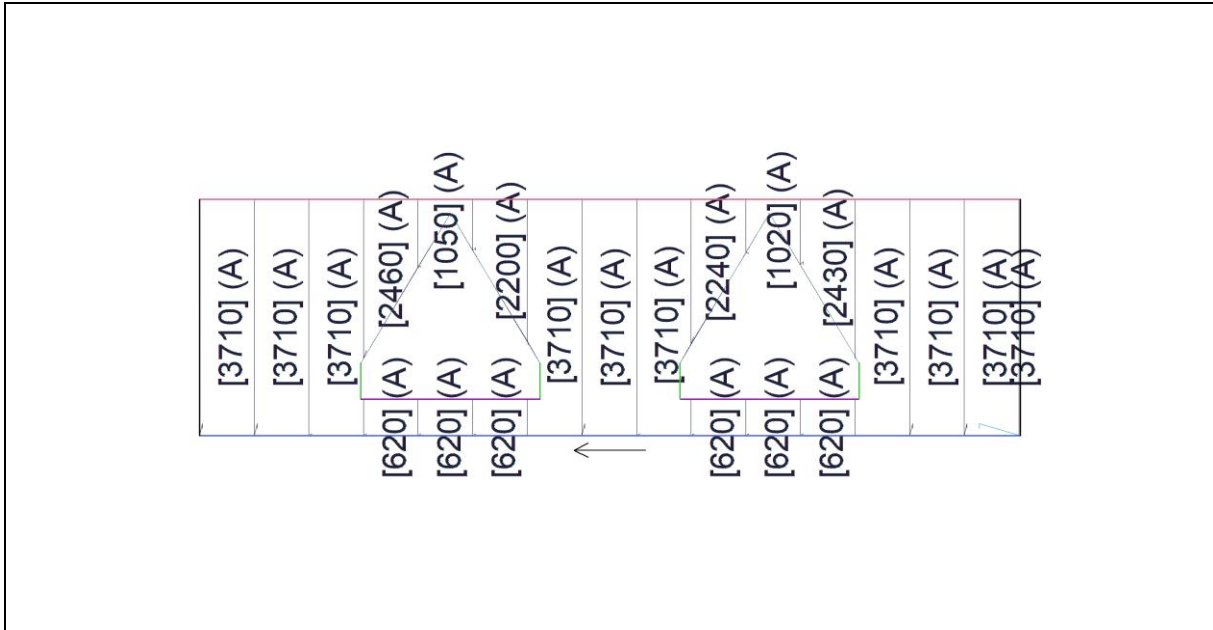 [3710] (A)
[3710] (A)
[3710] (A)
[2460] (A)
[620] (A)
[1050] (A)
[620] (A)
[2200] (A)
[620] (A)
[3710] (A)
[3710] (A)
[3710] (A)
[2240] (A)
[620] (A)
[1020] (A)
[620] (A)
[2430] (A)
[620] (A)
[3710] (A)
[3710] (A)
[3710] (A)
[3710] (A)